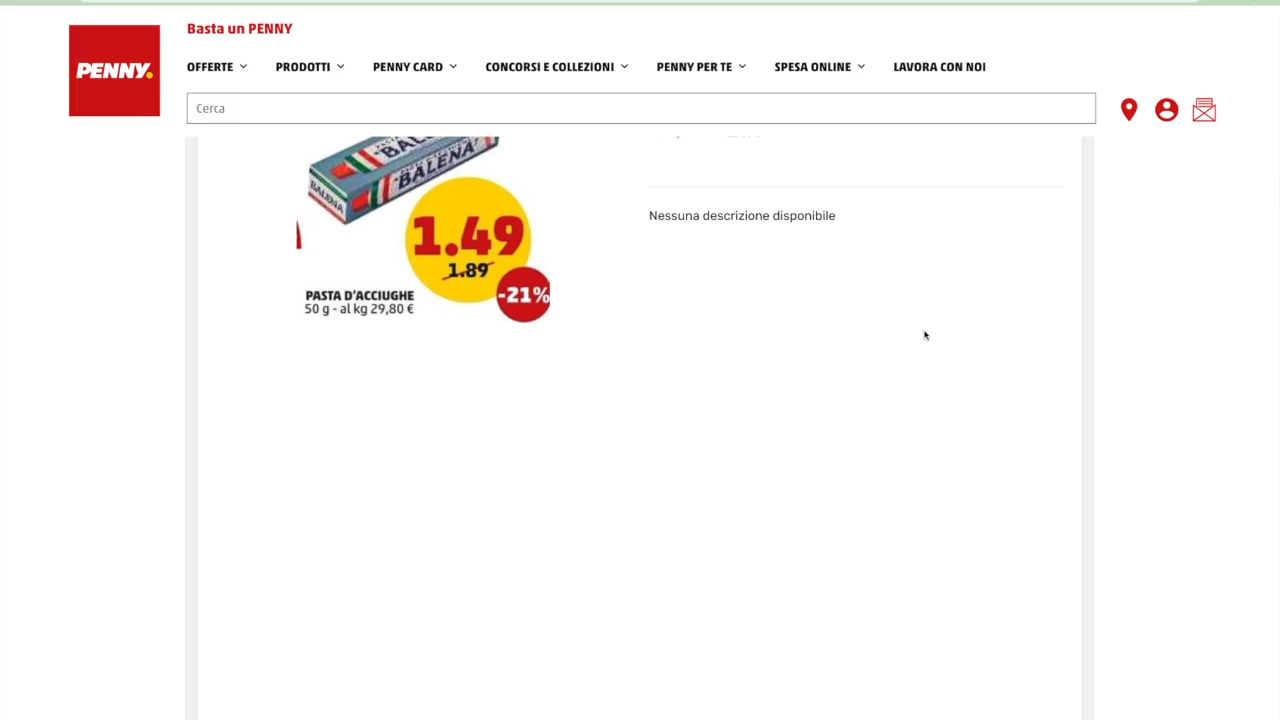 Basta un PENNY
PENNY.
OFFERTE PRODOTTI PENNY CARD CONCORSI E COLLEZIONI PENNY PER TE SPESA ONLINE LAVORA CON NOI
Cerca
BALENA
BALENA
1.49
1.89
-21%
PASTA D'ACCIUGHE
50 g - al kg 29,80 €
Nessuna descrizione disponibile